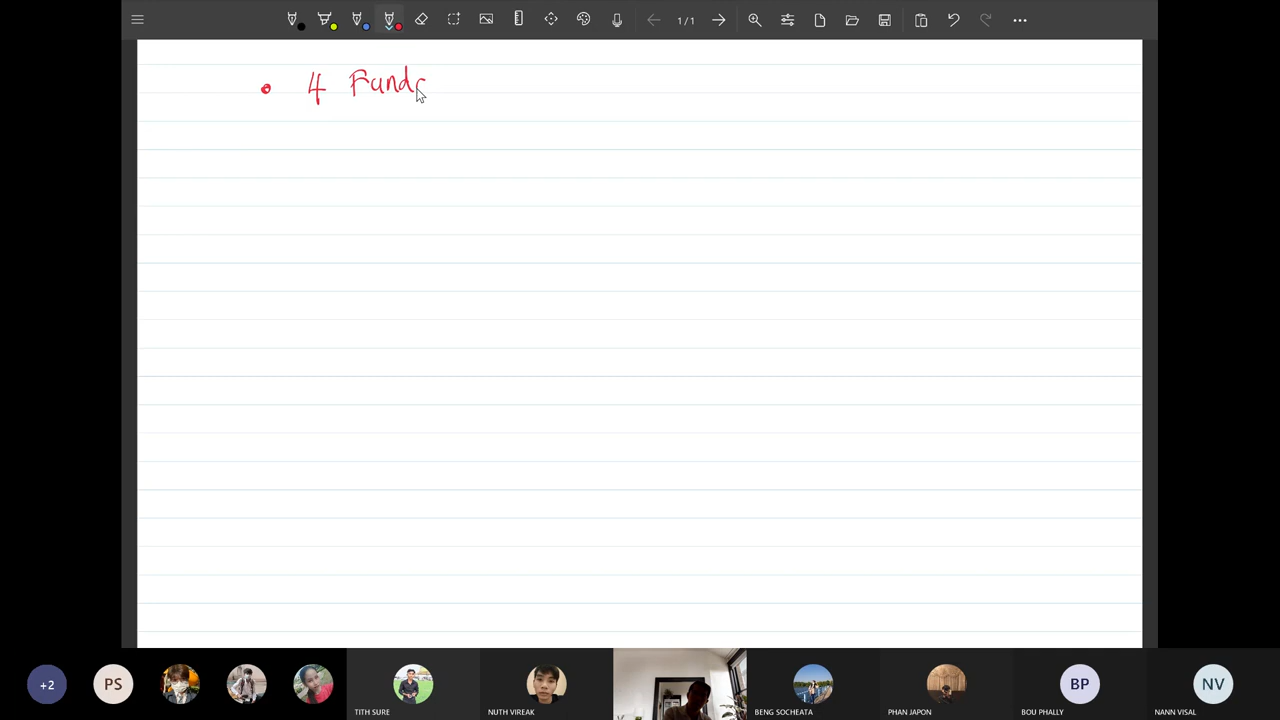 1/1
• 4 Funda
+2
PS
TITH SURE
NUTH VIREAK
BENG SOCHEATA
PHAN JAPON
BP
BOU PHALLY
NV
NANN VISAL